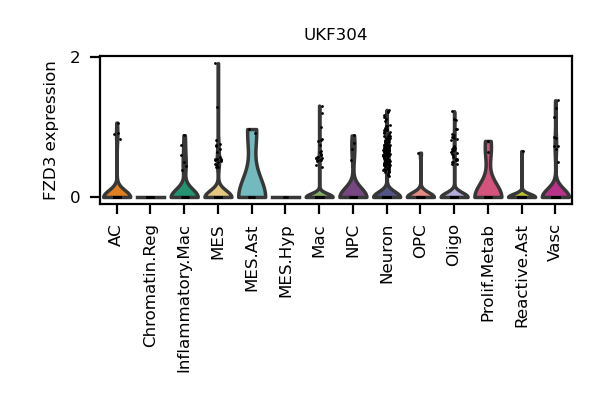 UKF304
FZD3 expression
2
0
AC
Chromatin.Reg
Inflammatory.Mac
MES
MES.Ast
MES.Hyp
Mac
NPC
Neuron
OPC
Oligo
Prolif.Metab
Reactive.Ast
Vasc